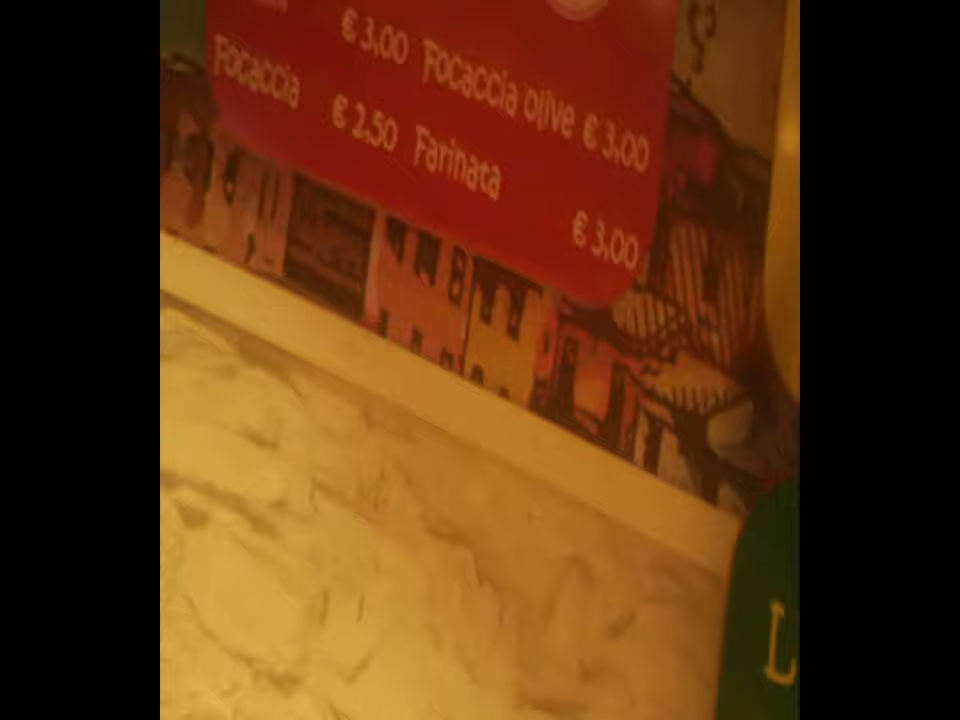 € 3,00 Focaccia olive € 3,00
Focaccia € 2,50 Farinata € 3,00
L